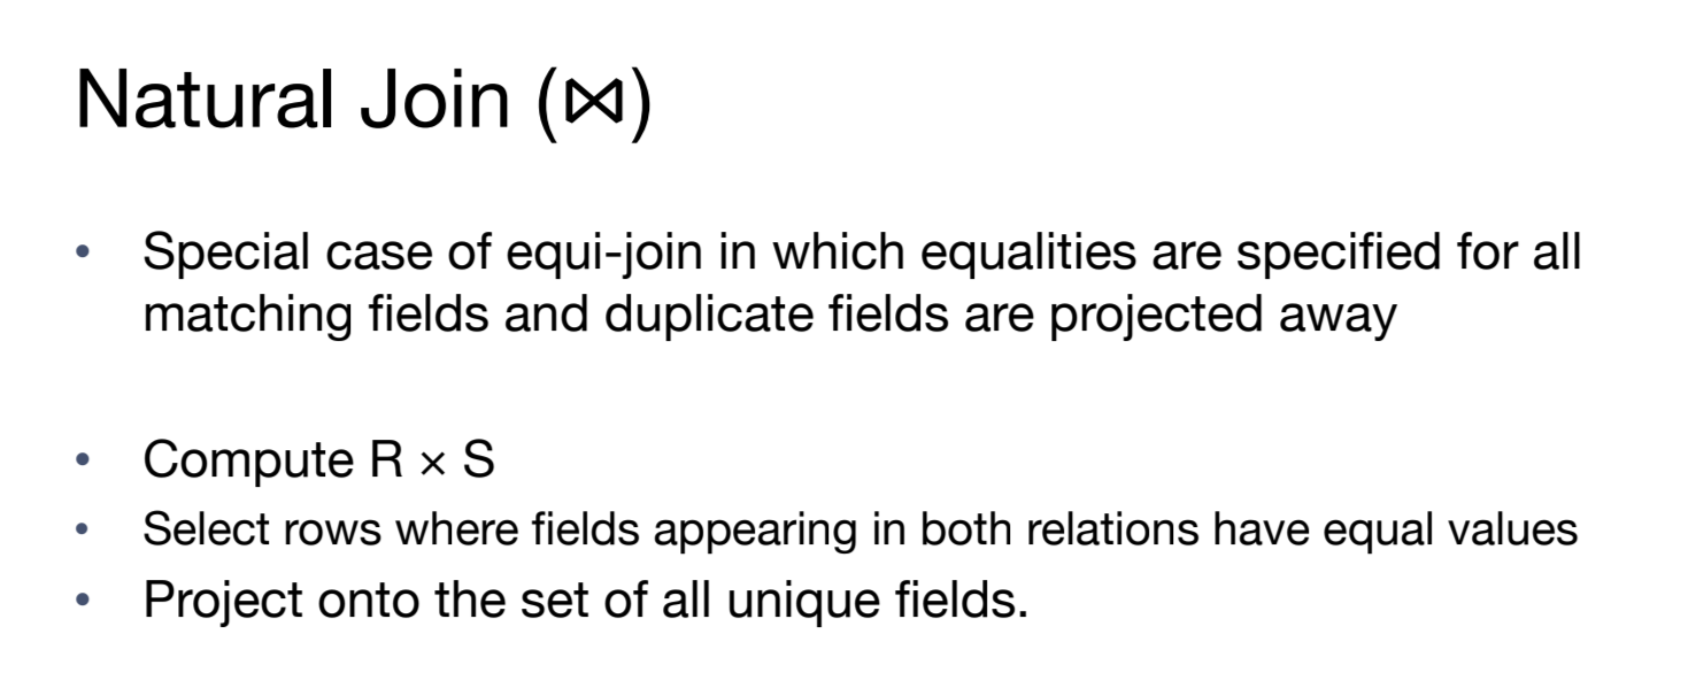 Natural Join (⋈)
• Special case of equi-join in which equalities are specified for all
matching fields and duplicate fields are projected away
• Compute R × S
• Select rows where fields appearing in both relations have equal values
• Project onto the set of all unique fields.